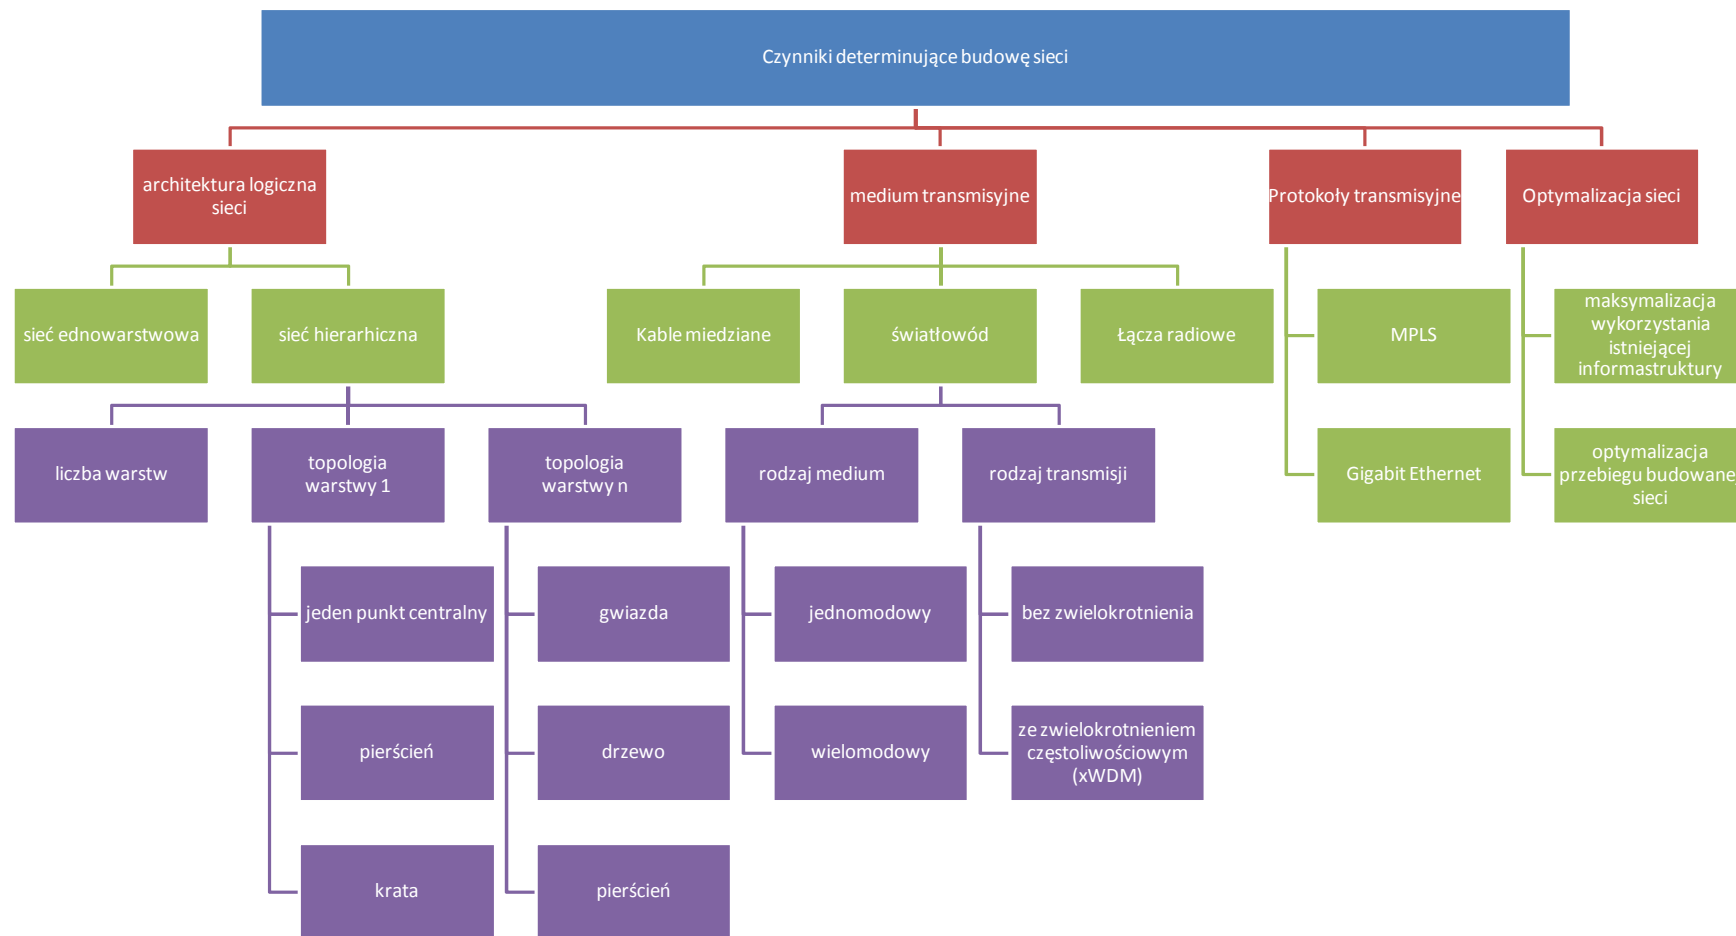 Czynniki determinujące budowę sieci
architektura logiczna
sieci
medium transmisyjne
Protokoły transmisyjne
Optymalizacja sieci
sieć ednowarstwowa
sieć hierarhiczna
Kable miedziane
światłowód
Łącza radiowe
MPLS
maksymalizacja
wykorzystania
istniejącej
informastruktury
liczba warstw
topologia
warstwy 1
topologia
warstwy n
rodzaj medium
rodzaj transmisji
Gigabit Ethernet
optymalizacja
przebiegu budowanej
sieci
jeden punkt centralny
gwiazda
jednomodowy
bez zwielokrotnienia
pierścień
drzewo
wielomodowy
ze zwielokrotnieniem
częstoliwościowym
(xWDM)
krata
pierścień